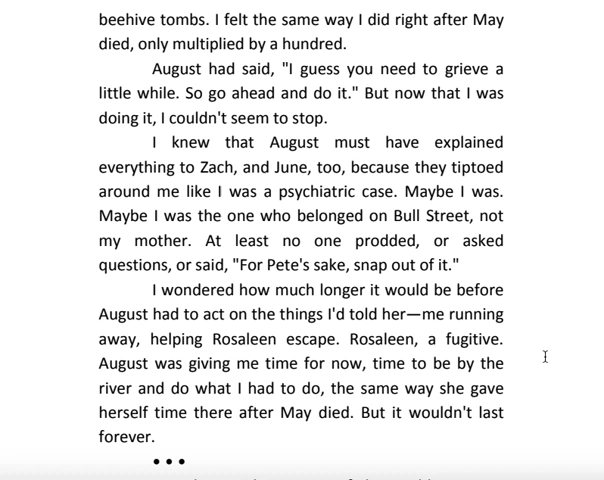 beehive tombs. I felt the same way I did right after May
died, only multiplied by a hundred.
August had said, "I guess you need to grieve a
little while. So go ahead and do it." But now that I was
doing it, I couldn't seem to stop.
I knew that August must have explained
everything to Zach, and June, too, because they tiptoed
around me like I was a psychiatric case. Maybe I was.
Maybe I was the one who belonged on Bull Street, not
my mother. At least no one prodded, or asked
questions, or said, "For Pete's sake, snap out of it."
I wondered how much longer it would be before
August had to act on the things I'd told her—me running
away, helping Rosaleen escape. Rosaleen, a fugitive.
August was giving me time for now, time to be by the
river and do what I had to do, the same way she gave
herself time there after May died. But it wouldn't last
forever.
•••